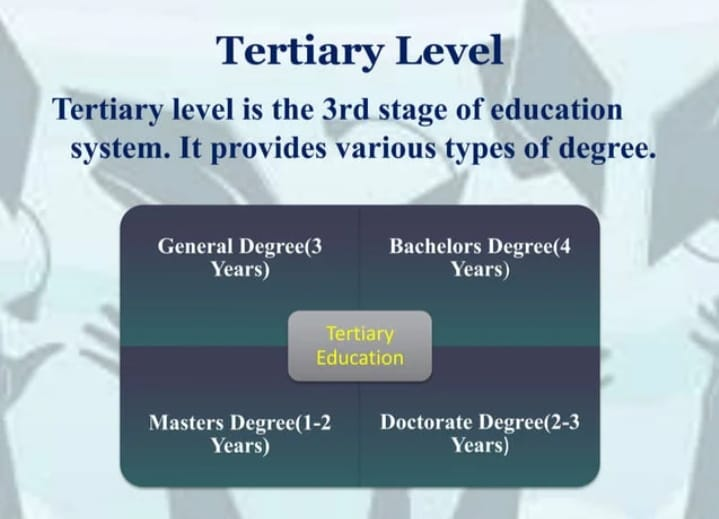 Tertiary Level
Tertiary level is the 3rd stage of education
system. It provides various types of degree.
General Degree(3
Years)
Bachelors Degree(4
Years)
Tertiary
Education
Masters Degree(1-2
Years)
Doctorate Degree(2-3
Years)